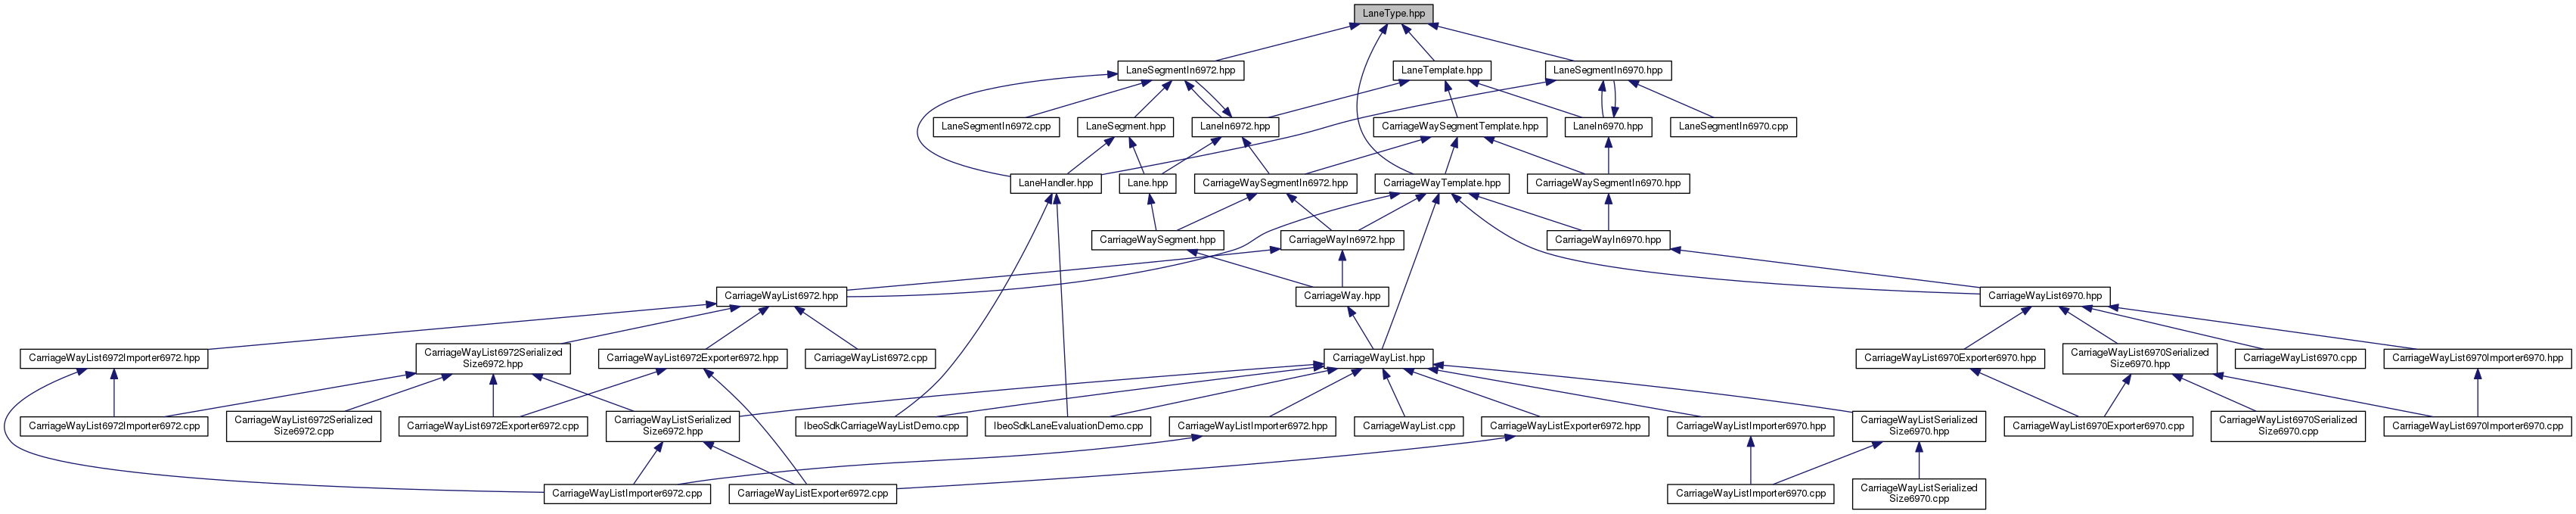 LaneType.hpp
LaneSegmentIn6972.hpp
LaneTemplate.hpp
LaneSegmentIn6970.hpp
LaneSegmentIn6972.cpp
LaneSegment.hpp
LaneIn6972.hpp
CarriageWaySegmentTemplate.hpp
LaneIn6970.hpp
LaneSegmentIn6970.cpp
LaneHandler.hpp
Lane.hpp
CarriageWaySegmentIn6972.hpp
CarriageWayTemplate.hpp
CarriageWaySegmentIn6970.hpp
CarriageWaySegment.hpp
CarriageWayIn6972.hpp
CarriageWayIn6970.hpp
CarriageWayList6972.hpp
CarriageWay.hpp
CarriageWayList6970.hpp
CarriageWayList6972Importer6972.hpp
CarriageWayList6972Serialized
Size6972.hpp
CarriageWayList6972Exporter6972.hpp
CarriageWayList6972.cpp
CarriageWayList.hpp
CarriageWayList6970Exporter6970.hpp
CarriageWayList6970Serialized
Size6970.hpp
CarriageWayList6970.cpp
CarriageWayList6970Importer6970.hpp
CarriageWayList6972Importer6972.cpp
CarriageWayList6972Serialized
Size6972.cpp
CarriageWayList6972Exporter6972.cpp
CarriageWayListSerialized
Size6972.hpp
IbeoSdkCarriageWayListDemo.cpp
IbeoSdkLaneEvaluationDemo.cpp
CarriageWayListImporter6972.hpp
CarriageWayList.cpp
CarriageWayListExporter6972.hpp
CarriageWayListImporter6970.hpp
CarriageWayListSerialized
Size6970.hpp
CarriageWayList6970Exporter6970.cpp
CarriageWayList6970Serialized
Size6970.cpp
CarriageWayList6970Importer6970.cpp
CarriageWayListImporter6972.cpp
CarriageWayListExporter6972.cpp
CarriageWayListImporter6970.cpp
CarriageWayListSerialized
Size6970.cpp